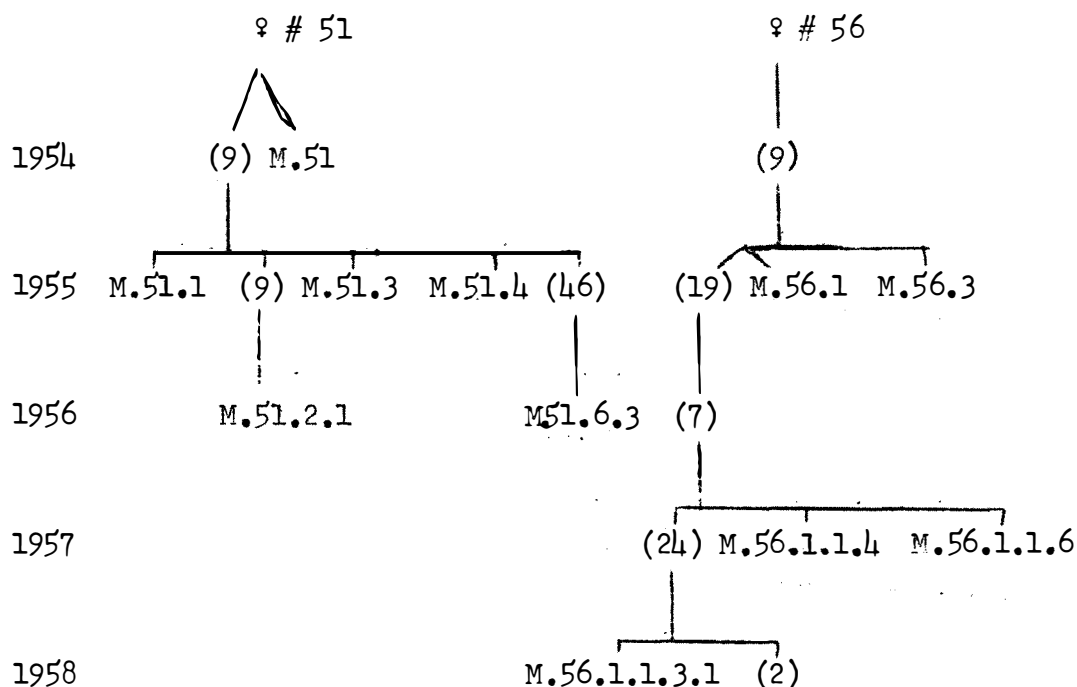 ♀ # 51 ♀ # 56
1954 (9) M.51 (9)
1955 M.51.1 (9) M.51.3 M.51.4 (46) (19) M.56.1 M.56.3
1956 M.51.2.1 M51.6.3 (7)
1957 (24) M.56.1.1.4 M.56.1.1.6
1958 M.56.1.1.3.1 (2)